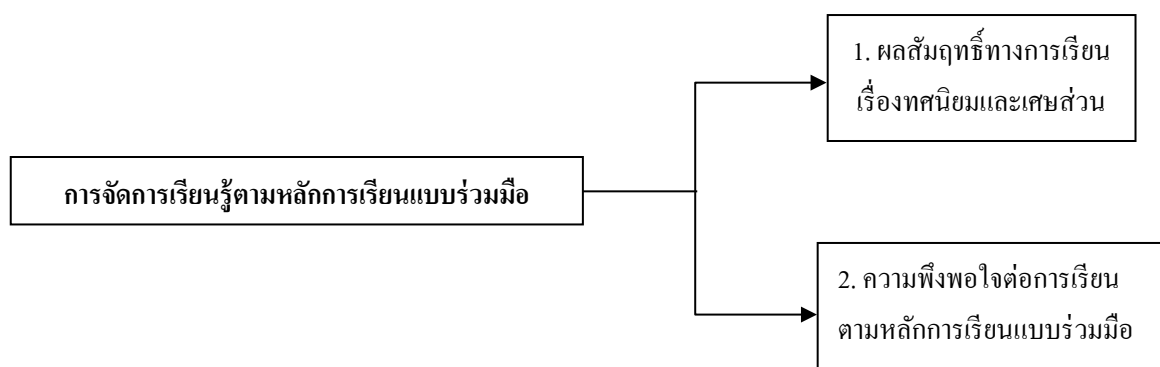 1. ผลสัมฤทธิ์ทางการเรียน
เรื่องทศนิยมและเศษส่วน
การจัดการเรียนรู้ตามหลักการเรียนแบบร่วมมือ
2. ความพึงพอใจต่อการเรียน
ตามหลักการเรียนแบบร่วมมือ